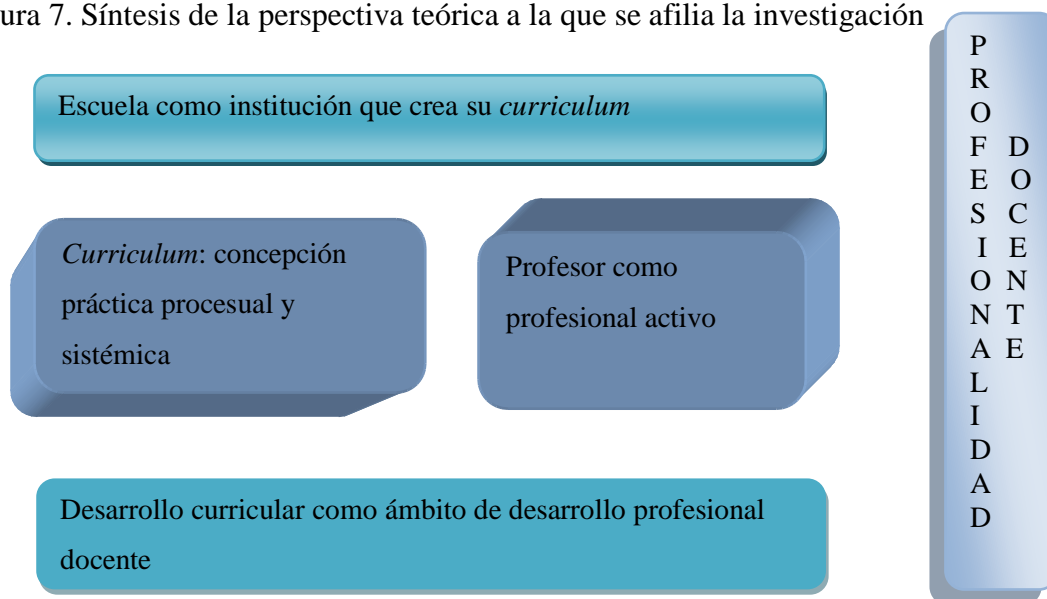 ura 7. Síntesis de la perspectiva teórica a la que se afilia la investigación
Escuela como institución que crea su curriculum
Curriculum: concepción
práctica procesual y
sistémica
Profesor como
profesional activo
Desarrollo curricular como ámbito de desarrollo profesional
docente
PROFESIONALIDAD
DOCENTE